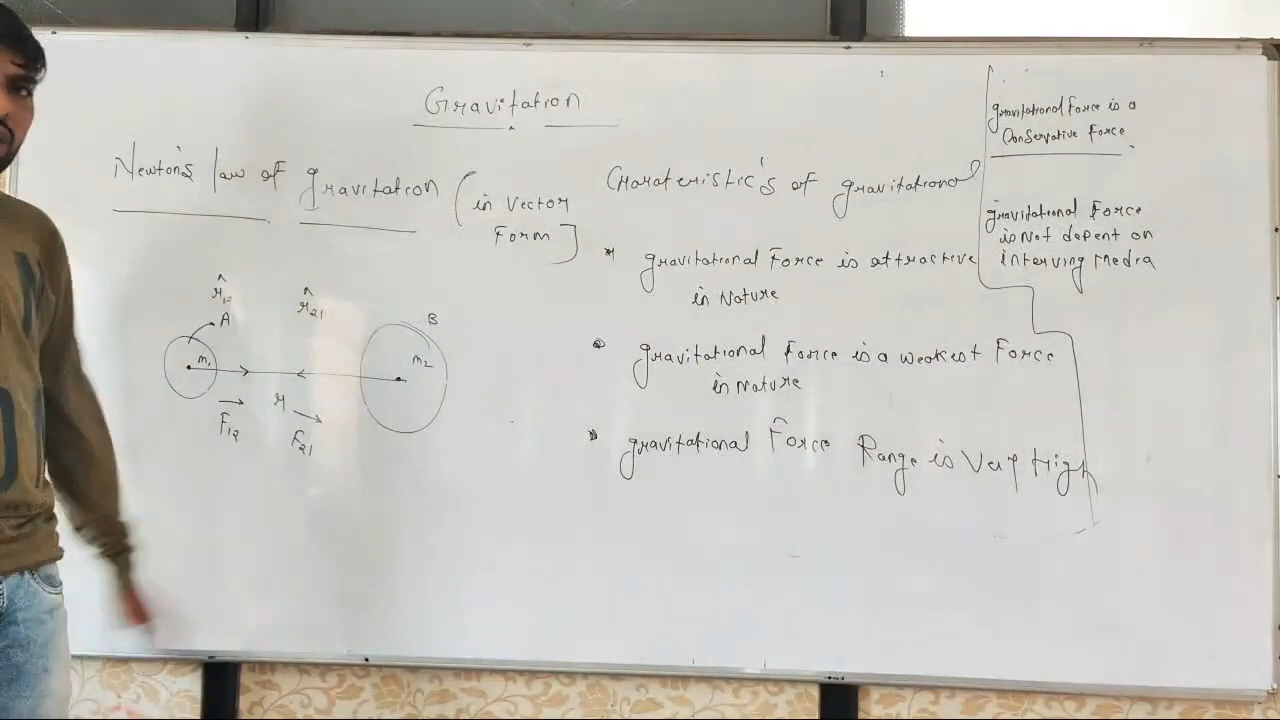 Gravitation
Newton's law of gravitation (in vector
Form]
r̂₁₂
r̂₂₁
A
B
m₁
m₂
r
F₁₂
F₂₁
Charateristic's of gravitational
* gravitational Force is attractive
in Nature
gravitational Force is a weakest Force
in Nature
gravitational Force Range is Very High
gravitational Force is a
Conservative Force
gravitational Force
is Not depent on
interving Media